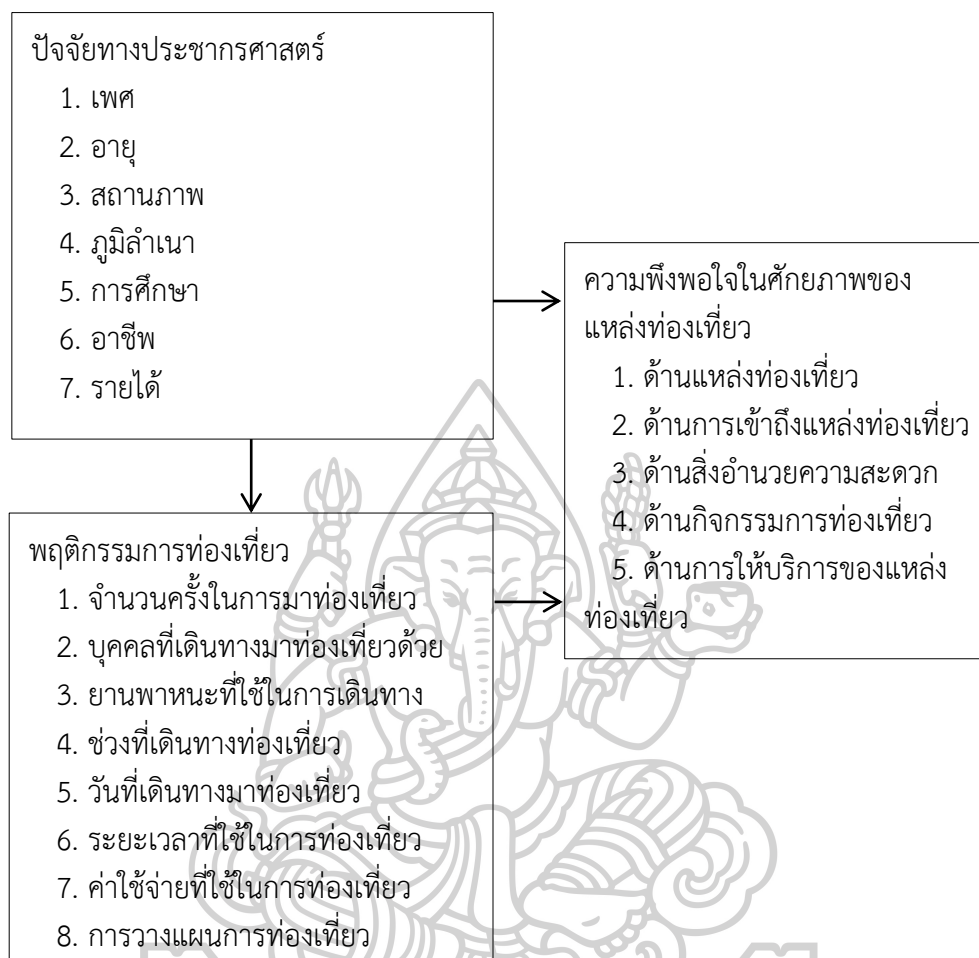 ปัจจัยทางประชากรศาสตร์
1. เพศ
2. อายุ
3. สถานภาพ
4. ภูมิลำเนา
5. การศึกษา
6. อาชีพ
7. รายได้
ความพึงพอใจในศักยภาพของ
แหล่งท่องเที่ยว
1. ด้านแหล่งท่องเที่ยว
2. ด้านการเข้าถึงแหล่งท่องเที่ยว
3. ด้านสิ่งอำนวยความสะดวก
4. ด้านกิจกรรมการท่องเที่ยว
5. ด้านการให้บริการของแหล่ง
ท่องเที่ยว
พฤติกรรมการท่องเที่ยว
1. จำนวนครั้งในการมาท่องเที่ยว
2. บุคคลที่เดินทางมาท่องเที่ยวด้วย
3. ยานพาหนะที่ใช้ในการเดินทาง
4. ช่วงที่เดินทางท่องเที่ยว
5. วันที่เดินทางมาท่องเที่ยว
6. ระยะเวลาที่ใช้ในการท่องเที่ยว
7. ค่าใช้จ่ายที่ใช้ในการท่องเที่ยว
8. การวางแผนการท่องเที่ยว